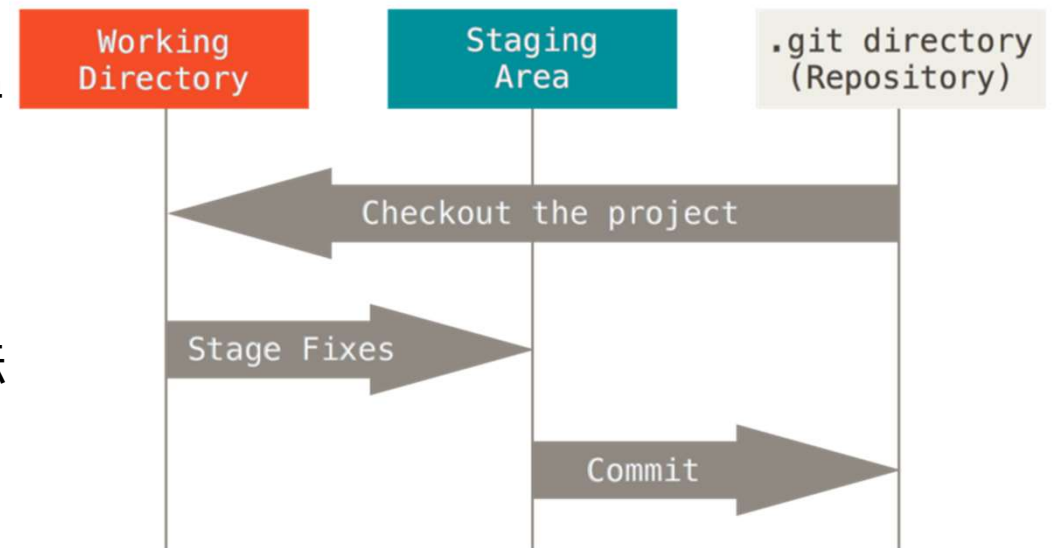 Working
Directory
Staging
Area
.git directory
(Repository)
Checkout the project
Stage Fixes
Commit